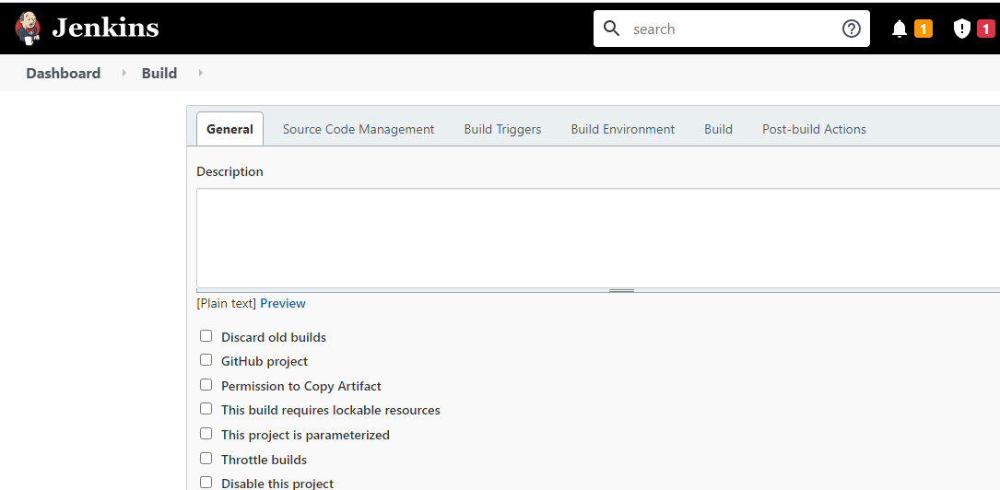 Jenkins
search
1
1
Dashboard Build
General Source Code Management Build Triggers Build Environment Build Post-build Actions
Description
[Plain text] Preview
Discard old builds
GitHub project
Permission to Copy Artifact
This build requires lockable resources
This project is parameterized
Throttle builds
Disable this project